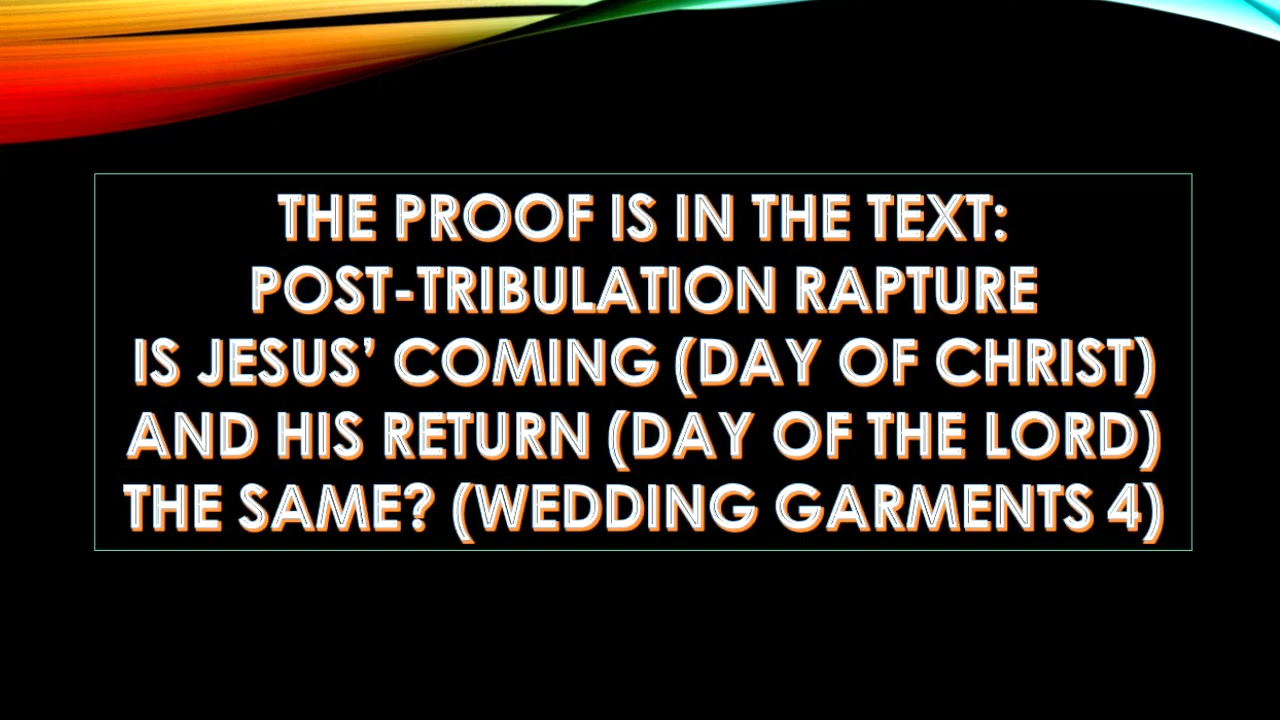 THE PROOF IS IN THE TEXT:
POST-TRIBULATION RAPTURE
IS JESUS’ COMING (DAY OF CHRIST)
AND HIS RETURN (DAY OF THE LORD)
THE SAME? (WEDDING GARMENTS 4)